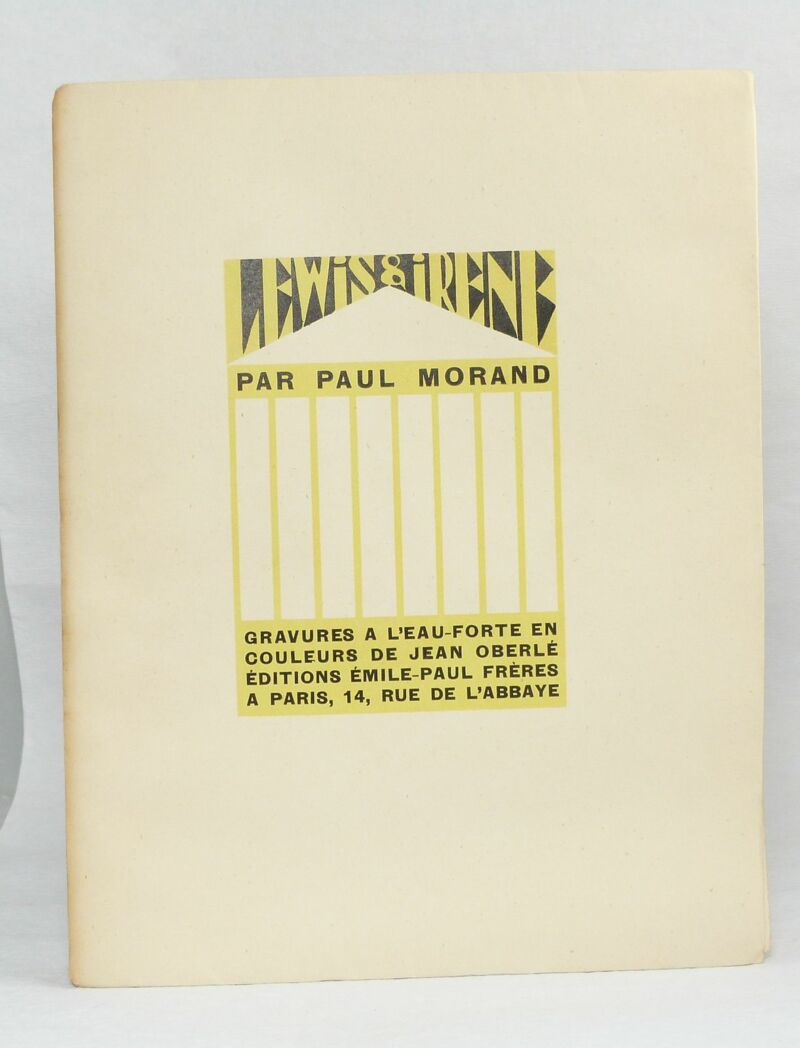 LEWiS & iRENE
PAR PAUL MORAND
GRAVURES A L'EAU-FORTE EN
COULEURS DE JEAN OBERLÉ
ÉDITIONS ÉMILE-PAUL FRÈRES
A PARIS, 14, RUE DE L'ABBAYE